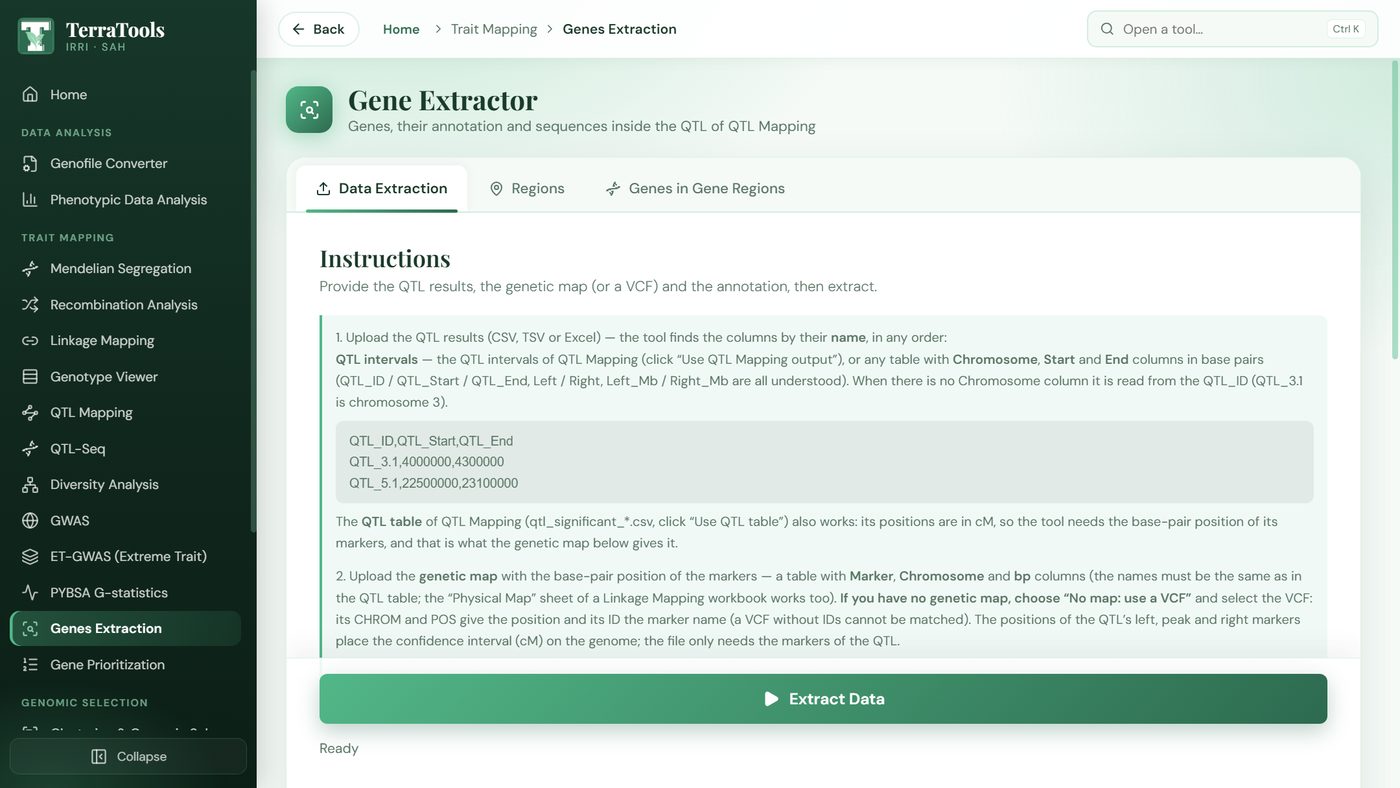 TerraTools
IRRI · SAH
Home
DATA ANALYSIS
Genofile Converter
Phenotypic Data Analysis
TRAIT MAPPING
Mendelian Segregation
Recombination Analysis
Linkage Mapping
Genotype Viewer
QTL Mapping
QTL-Seq
Diversity Analysis
GWAS
ET-GWAS (Extreme Trait)
PYBSA G-statistics
Genes Extraction
Gene Prioritization
GENOMIC SELECTION
Collapse
Back
Home > Trait Mapping > Genes Extraction
Open a tool...
Ctrl K
Gene Extractor
Genes, their annotation and sequences inside the QTL of QTL Mapping
Data Extraction
Regions
Genes in Gene Regions
Instructions
Provide the QTL results, the genetic map (or a VCF) and the annotation, then extract.
1. Upload the QTL results (CSV, TSV or Excel) — the tool finds the columns by their name, in any order:
QTL intervals — the QTL intervals of QTL Mapping (click “Use QTL Mapping output”), or any table with Chromosome, Start and End columns in base pairs
(QTL_ID / QTL_Start / QTL_End, Left / Right, Left_Mb / Right_Mb are all understood). When there is no Chromosome column it is read from the QTL_ID (QTL_3.1
is chromosome 3).
QTL_ID,QTL_Start,QTL_End
QTL_3.1,4000000,4300000
QTL_5.1,22500000,23100000
The QTL table of QTL Mapping (qtl_significant_*.csv, click “Use QTL table”) also works: its positions are in cM, so the tool needs the base-pair position of its
markers, and that is what the genetic map below gives it.
2. Upload the genetic map with the base-pair position of the markers — a table with Marker, Chromosome and bp columns (the names must be the same as in
the QTL table; the “Physical Map” sheet of a Linkage Mapping workbook works too). If you have no genetic map, choose “No map: use a VCF” and select the VCF:
its CHROM and POS give the position and its ID the marker name (a VCF without IDs cannot be matched). The positions of the QTL’s left, peak and right markers
place the confidence interval (cM) on the genome; the file only needs the markers of the QTL.
Extract Data
Ready